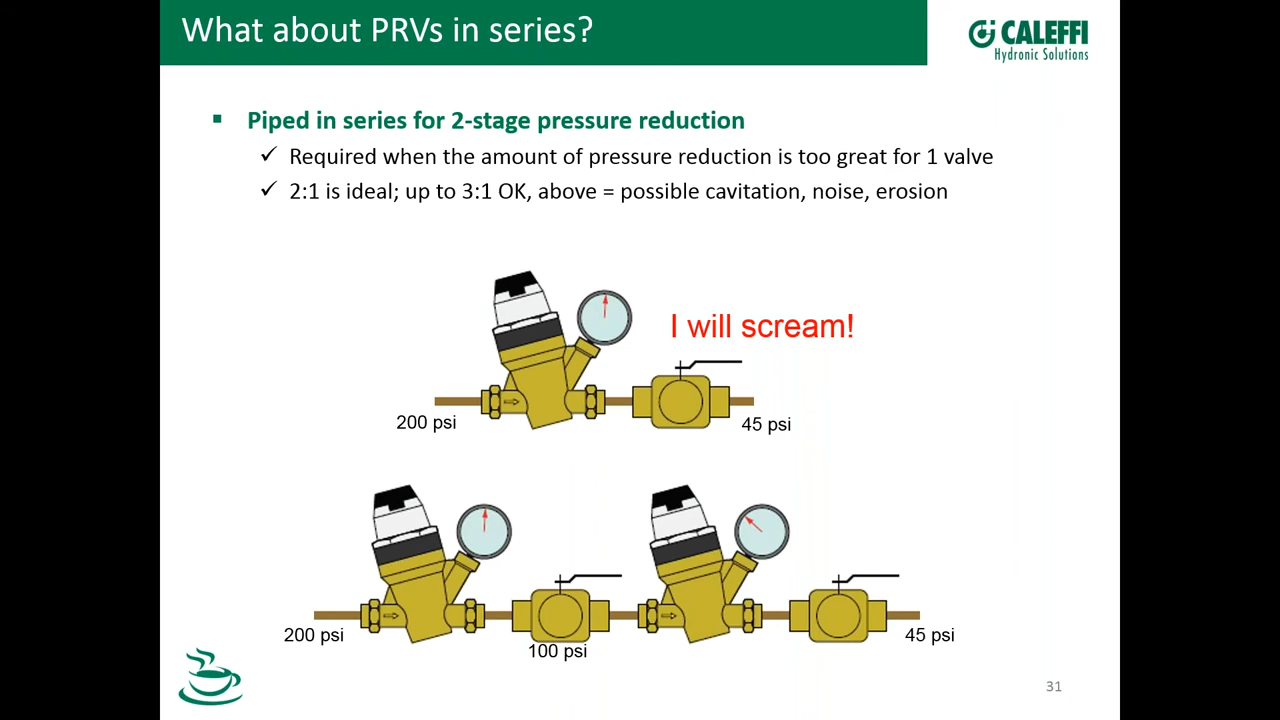 What about PRVs in series?
CALEFFI
Hydronic Solutions
Piped in series for 2-stage pressure reduction
Required when the amount of pressure reduction is too great for 1 valve
2:1 is ideal; up to 3:1 OK, above = possible cavitation, noise, erosion
I will scream!
200 psi
45 psi
200 psi
100 psi
45 psi
31